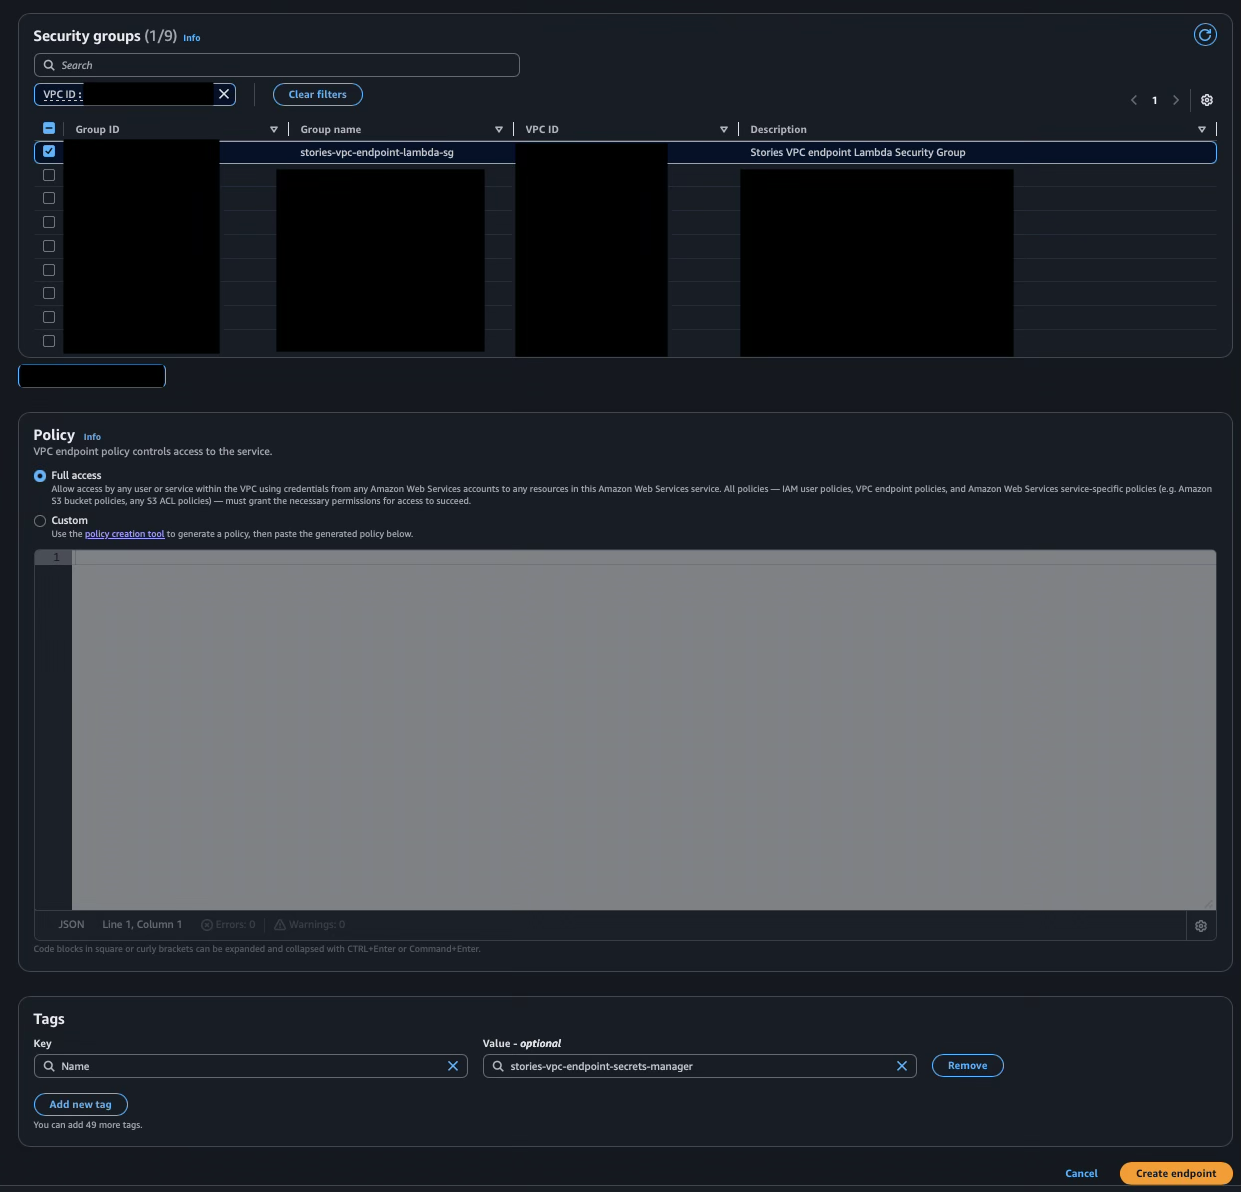 Security groups (1/9) Info
Search
VPC ID :
Clear filters
1
Group ID
Group name
VPC ID
Description
stories-vpc-endpoint-lambda-sg
Stories VPC endpoint Lambda Security Group
Policy Info
VPC endpoint policy controls access to the service.
Full access
Allow access by any user or service within the VPC using credentials from any Amazon Web Services accounts to any resources in this Amazon Web Services service. All policies — IAM user policies, VPC endpoint policies, and Amazon Web Services service-specific policies (e.g. Amazon
S3 bucket policies, any S3 ACL policies) — must grant the necessary permissions for access to succeed.
Custom
Use the policy creation tool to generate a policy, then paste the generated policy below.
1
JSON Line 1, Column 1 Errors: 0 Warnings: 0
Code blocks in square or curly brackets can be expanded and collapsed with CTRL+Enter or Command+Enter.
Tags
Key
Value - optional
Name
stories-vpc-endpoint-secrets-manager
Remove
Add new tag
You can add 49 more tags.
Cancel
Create endpoint